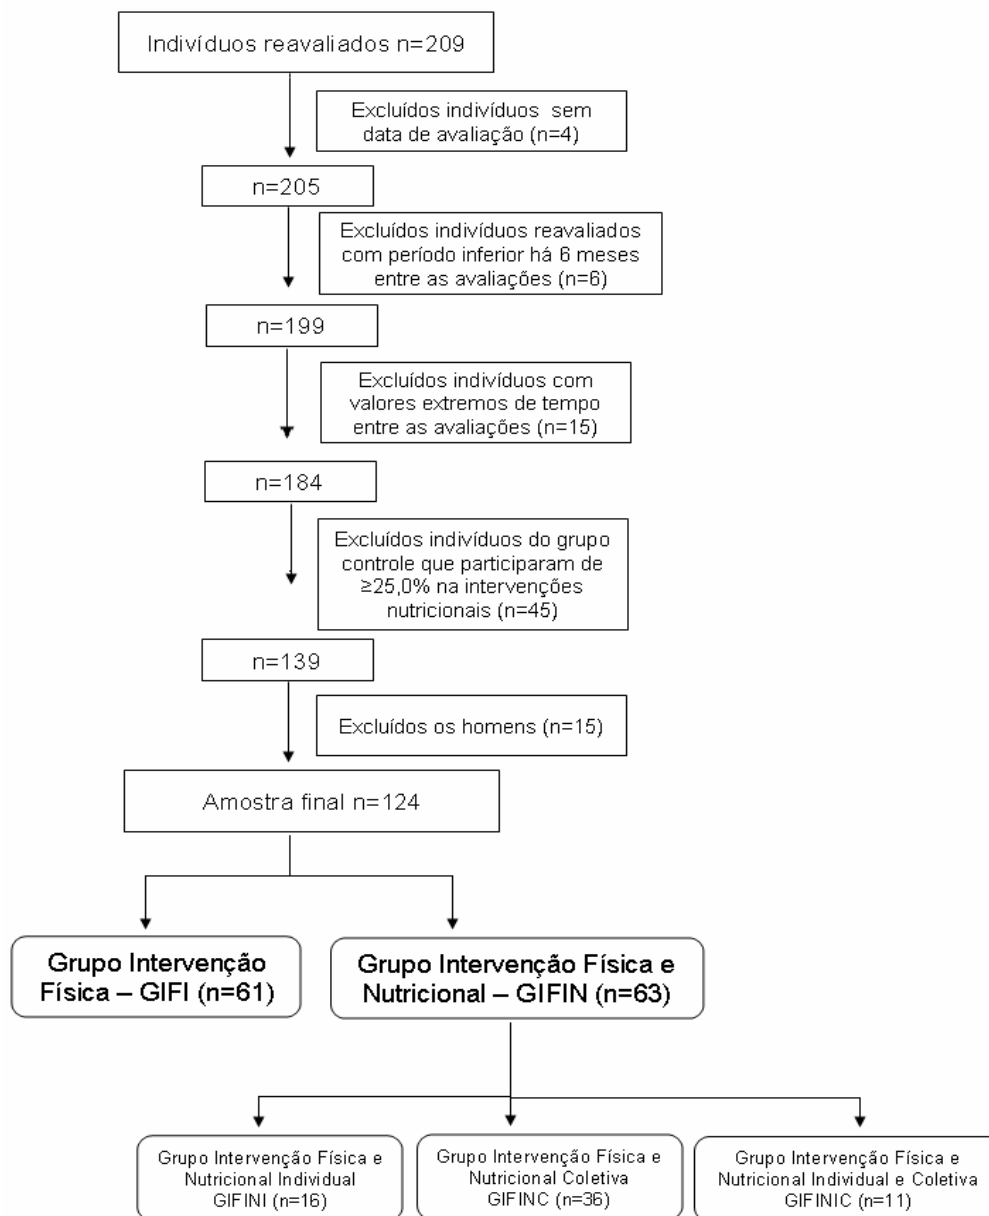 Indivíduos reavaliados n=209
Excluídos indivíduos sem
data de avaliação (n=4)
n=205
Excluídos indivíduos reavaliados
com período inferior há 6 meses
entre as avaliações (n=6)
n=199
Excluídos indivíduos com
valores extremos de tempo
entre as avaliações (n=15)
n=184
Excluídos indivíduos do grupo
controle que participaram de
≥25,0% na intervenções
nutricionais (n=45)
n=139
Excluídos os homens (n=15)
Amostra final n=124
Grupo Intervenção
Física – GIFI (n=61)
Grupo Intervenção Física e
Nutricional – GIFIN (n=63)
Grupo Intervenção Física e
Nutricional Individual
GIFINI (n=16)
Grupo Intervenção Física e
Nutricional Coletiva
GIFINC (n=36)
Grupo Intervenção Física e
Nutricional Individual e Coletiva
GIFINIC (n=11)